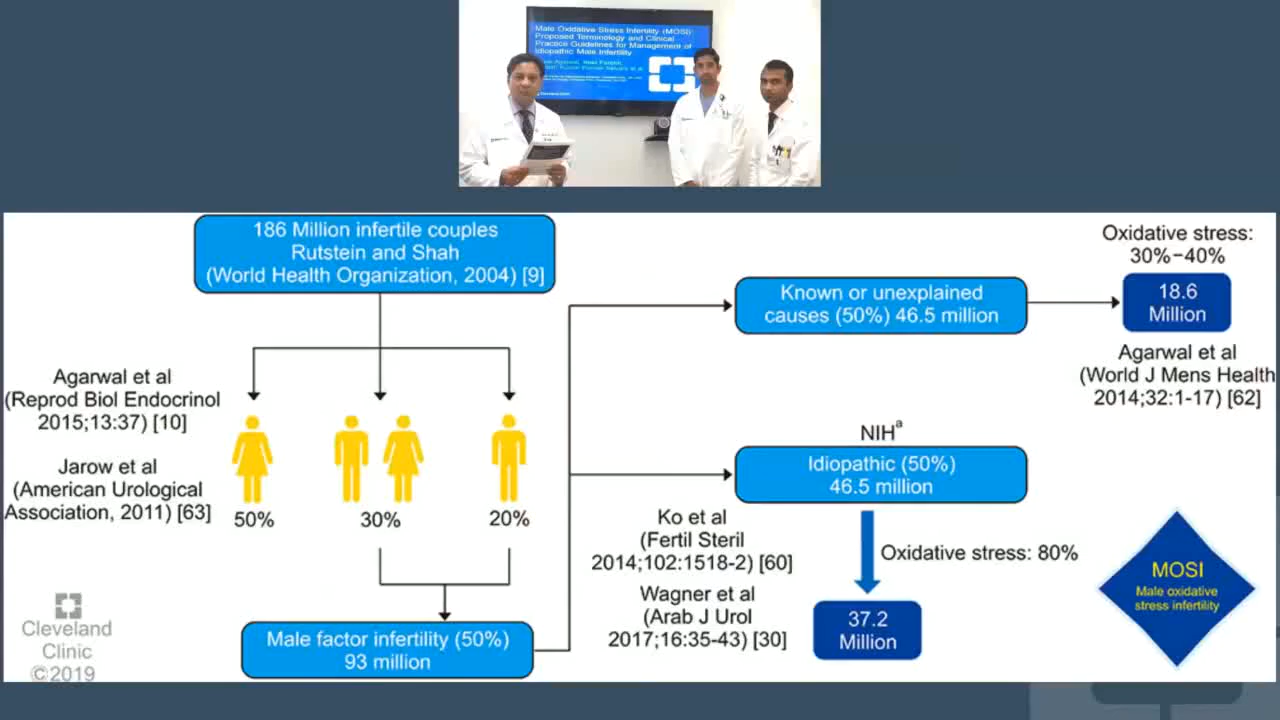 Male Oxidative Stress Infertility (MOSI):
Proposed Terminology and Clinical
Practice Guidelines for Management of
Idiopathic Male Infertility
186 Million infertile couples
Rutstein and Shah
(World Health Organization, 2004) [9]
Agarwal et al
(Reprod Biol Endocrinol
2015;13:37) [10]
Jarow et al
(American Urological
Association, 2011) [63]
50%
30%
20%
Male factor infertility (50%)
93 million
Known or unexplained
causes (50%) 46.5 million
Oxidative stress:
30%–40%
18.6
Million
Agarwal et al
(World J Mens Health
2014;32:1-17) [62]
NIHª
Idiopathic (50%)
46.5 million
Ko et al
(Fertil Steril
2014;102:1518-2) [60]
Wagner et al
(Arab J Urol
2017;16:35-43) [30]
Oxidative stress: 80%
37.2
Million
MOSI
Male oxidative
stress infertility
Cleveland
Clinic
©2019